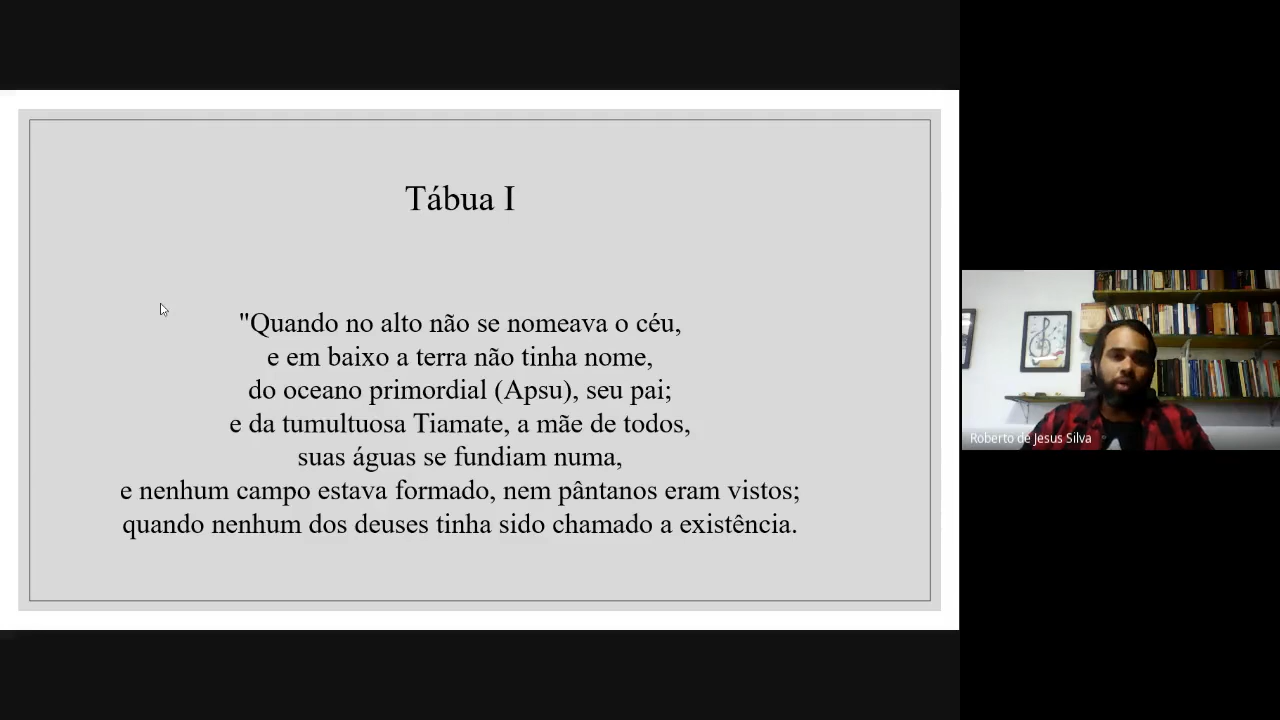 Tábua I
"Quando no alto não se nomeava o céu,
e em baixo a terra não tinha nome,
do oceano primordial (Apsu), seu pai;
e da tumultuosa Tiamate, a mãe de todos,
suas águas se fundiam numa,
e nenhum campo estava formado, nem pântanos eram vistos;
quando nenhum dos deuses tinha sido chamado a existência.
Roberto de Jesus Silva